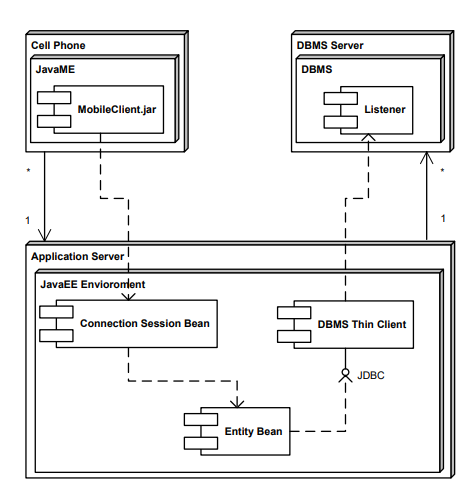 Cell Phone
JavaME
MobileClient.jar
DBMS Server
DBMS
Listener
*
1
*
1
Application Server
JavaEE Envioroment
Connection Session Bean
DBMS Thin Client
JDBC
Entity Bean